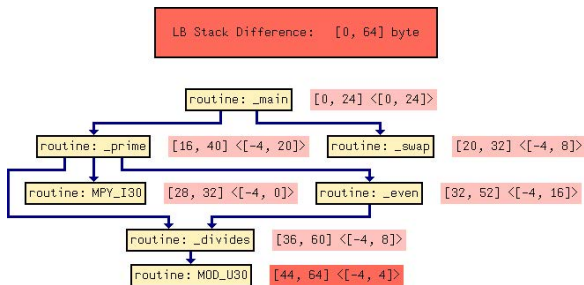 LB Stack Difference: [0, 64] byte
routine: _main [0, 24] <[0, 24]>
routine: _prime [16, 40] <[-4, 20]> routine: _swap [20, 32] <[-4, 8]>
routine: MPY_I30 [28, 32] <[-4, 0]> routine: _even [32, 52] <[-4, 16]>
routine: _divides [36, 60] <[-4, 8]>
routine: MOD_U30 [44, 64] <[-4, 4]>